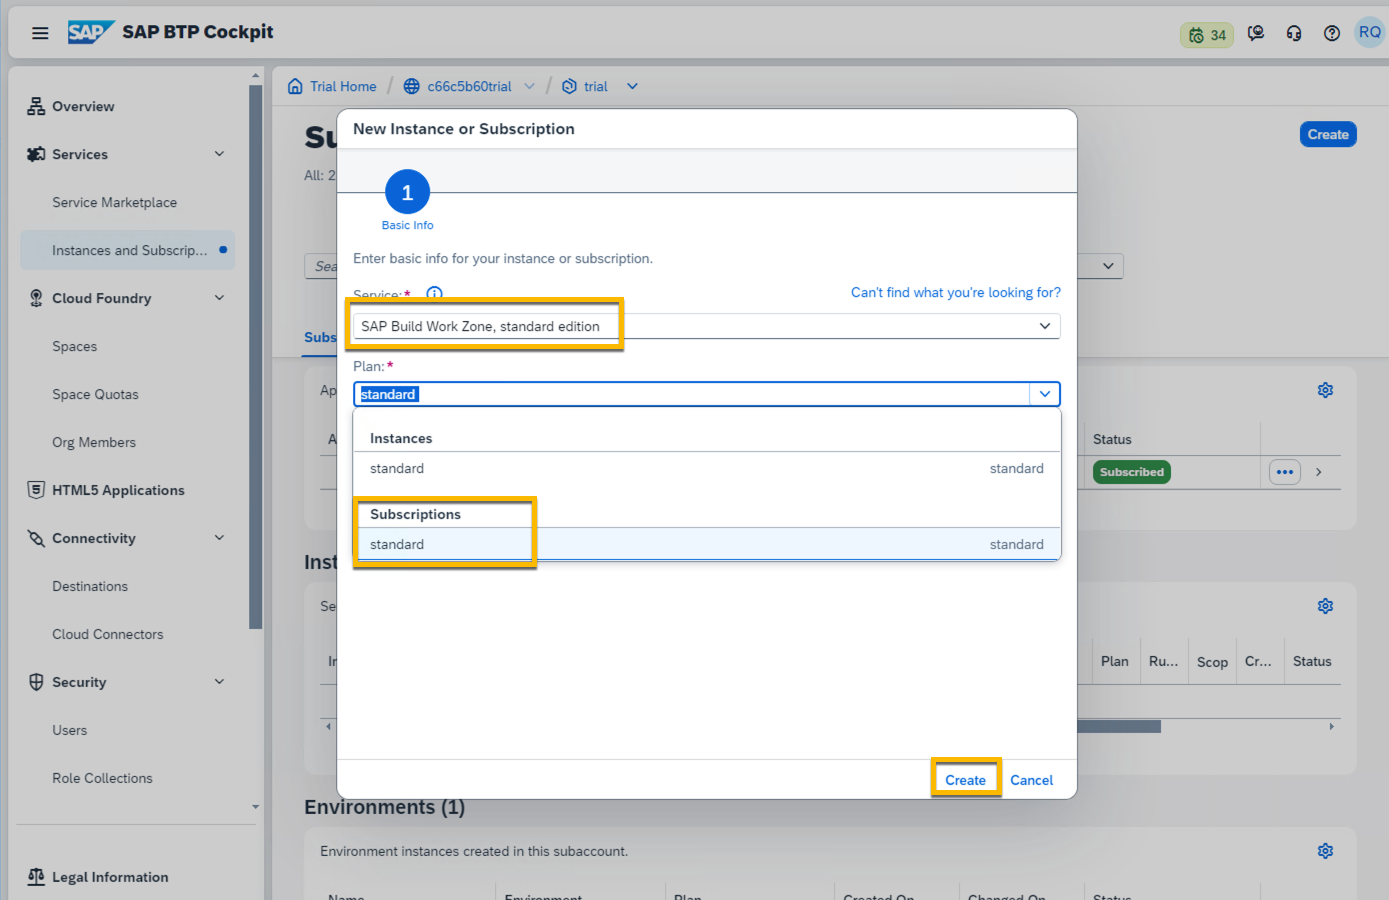 SAP SAP BTP Cockpit
34
RQ
Overview
Services
Service Marketplace
Instances and Subscrip...
Cloud Foundry
Spaces
Space Quotas
Org Members
HTML5 Applications
Connectivity
Destinations
Cloud Connectors
Security
Users
Role Collections
Legal Information
Trial Home / c66c5b60trial / trial
Su
Create
All: 2
Sea
Subs
Ap
A
Status
Subscribed
Inst
Se
Plan Ru... Scop Cr... Status
Environments (1)
Environment instances created in this subaccount.
Name Environment Plan Created On Changed On Status
New Instance or Subscription
1
Basic Info
Enter basic info for your instance or subscription.
Service:*
Can't find what you're looking for?
SAP Build Work Zone, standard edition
Plan:*
standard
Instances
standard standard
Subscriptions
standard standard
Create Cancel